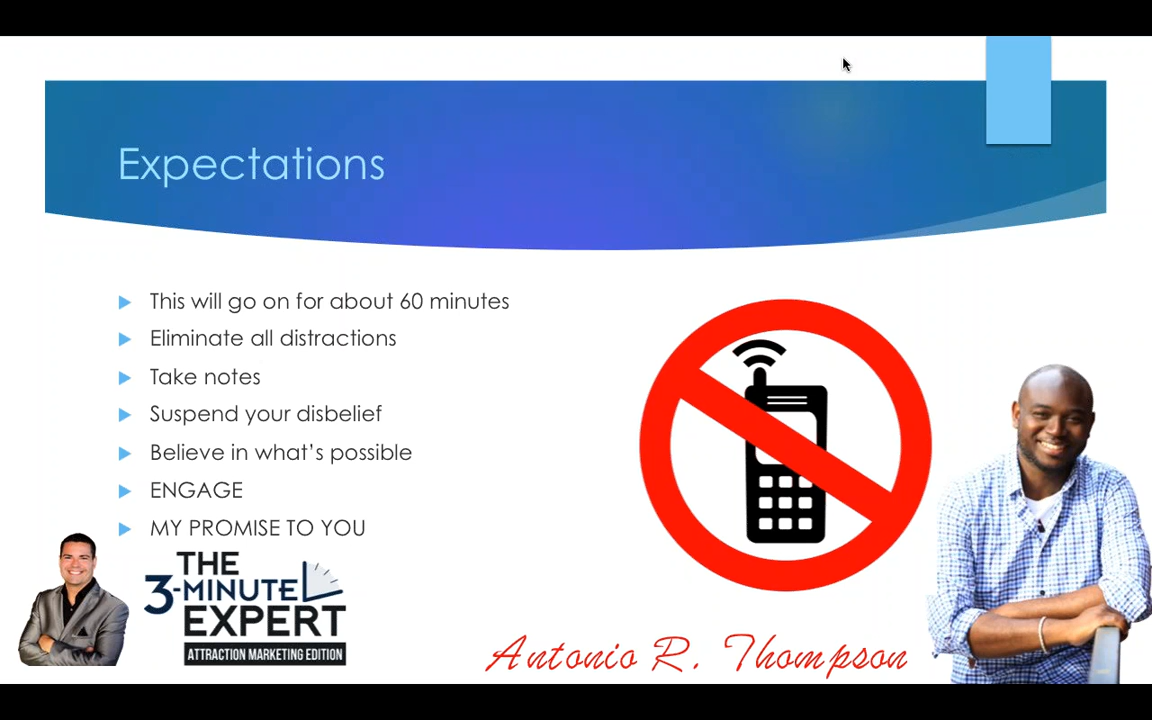 Expectations
This will go on for about 60 minutes
Eliminate all distractions
Take notes
Suspend your disbelief
Believe in what’s possible
ENGAGE
MY PROMISE TO YOU
THE
3-MINUTE
EXPERT
ATTRACTION MARKETING EDITION
Antonio R. Thompson